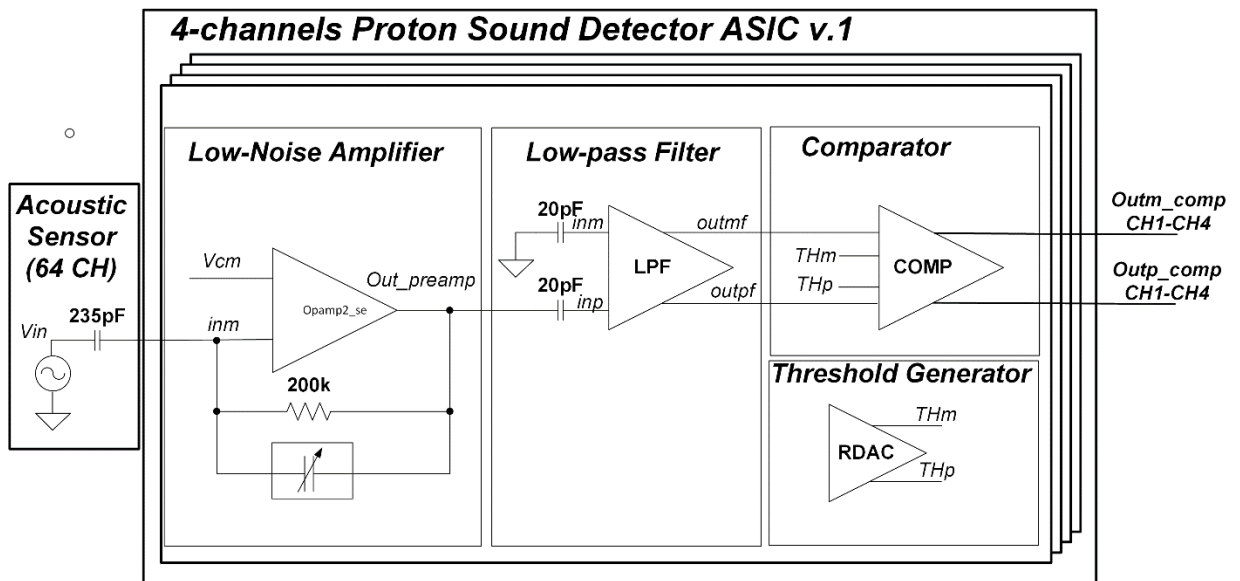 4-channels Proton Sound Detector ASIC v.1
Acoustic
Sensor
(64 CH)
Vin
235pF
Low-Noise Amplifier
Vcm
inm
Opamp2_se
Out_preamp
200k
Low-pass Filter
20pF
inm
20pF
inp
LPF
outmf
outpf
Comparator
THm
THp
COMP
Threshold Generator
RDAC
THm
THp
Outm_comp
CH1-CH4
Outp_comp
CH1-CH4